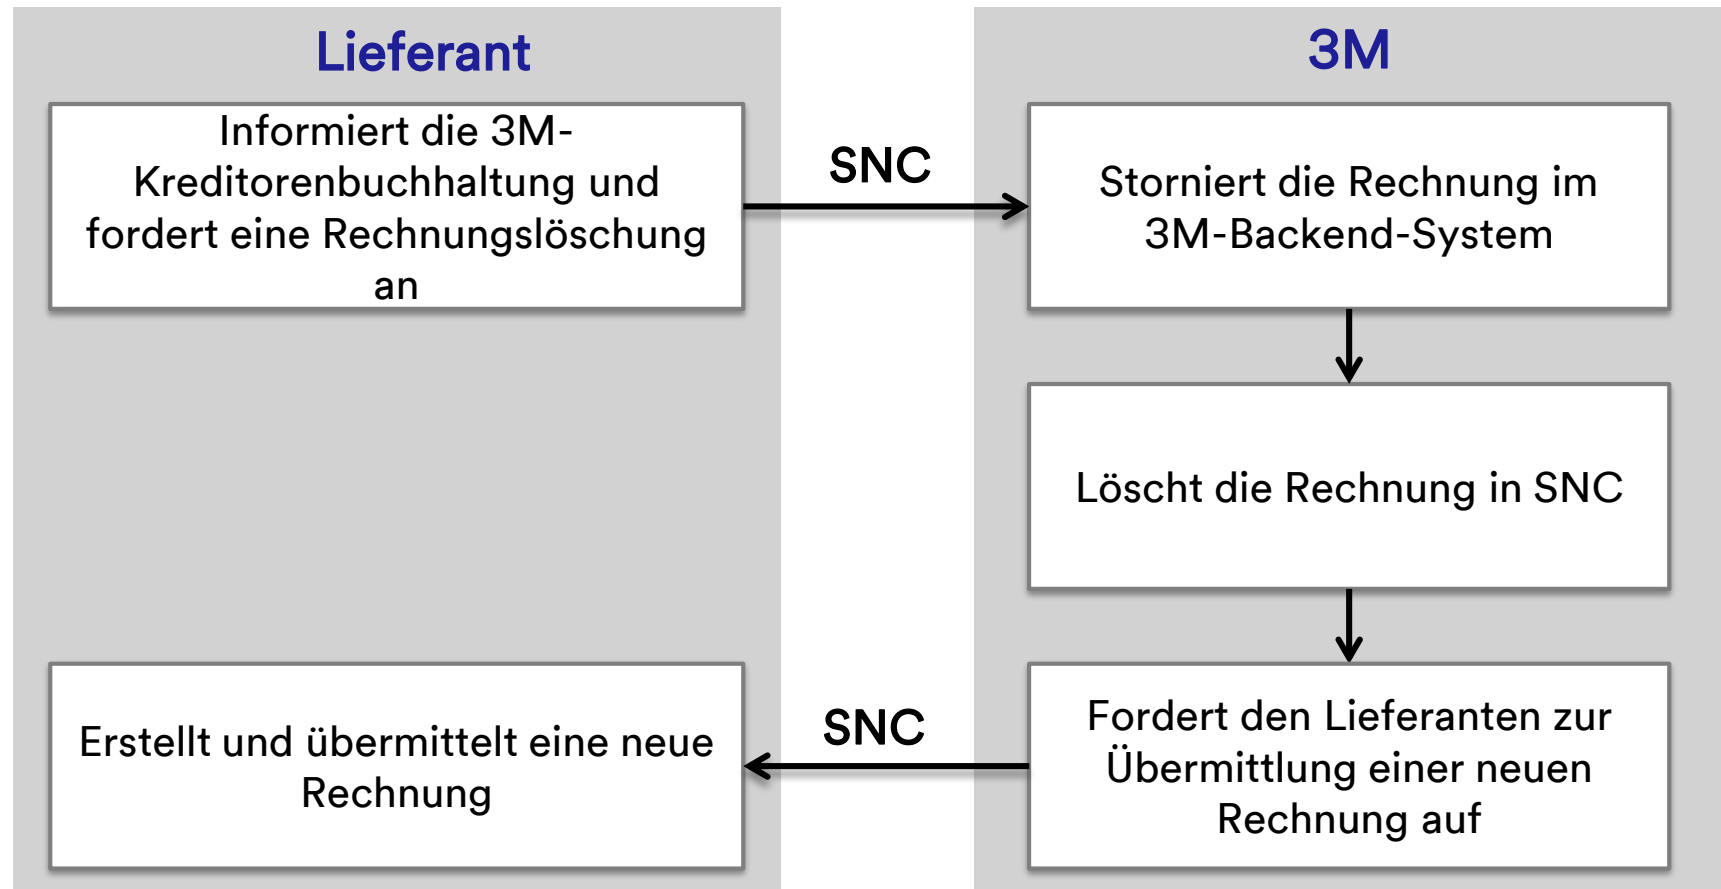 Lieferant
3M
Informiert die 3M-
Kreditorenbuchhaltung und
fordert eine Rechnungslöschung
an
SNC
Storniert die Rechnung im
3M-Backend-System
Löscht die Rechnung in SNC
Fordert den Lieferanten zur
Übermittlung einer neuen
Rechnung auf
SNC
Erstellt und übermittelt eine neue
Rechnung